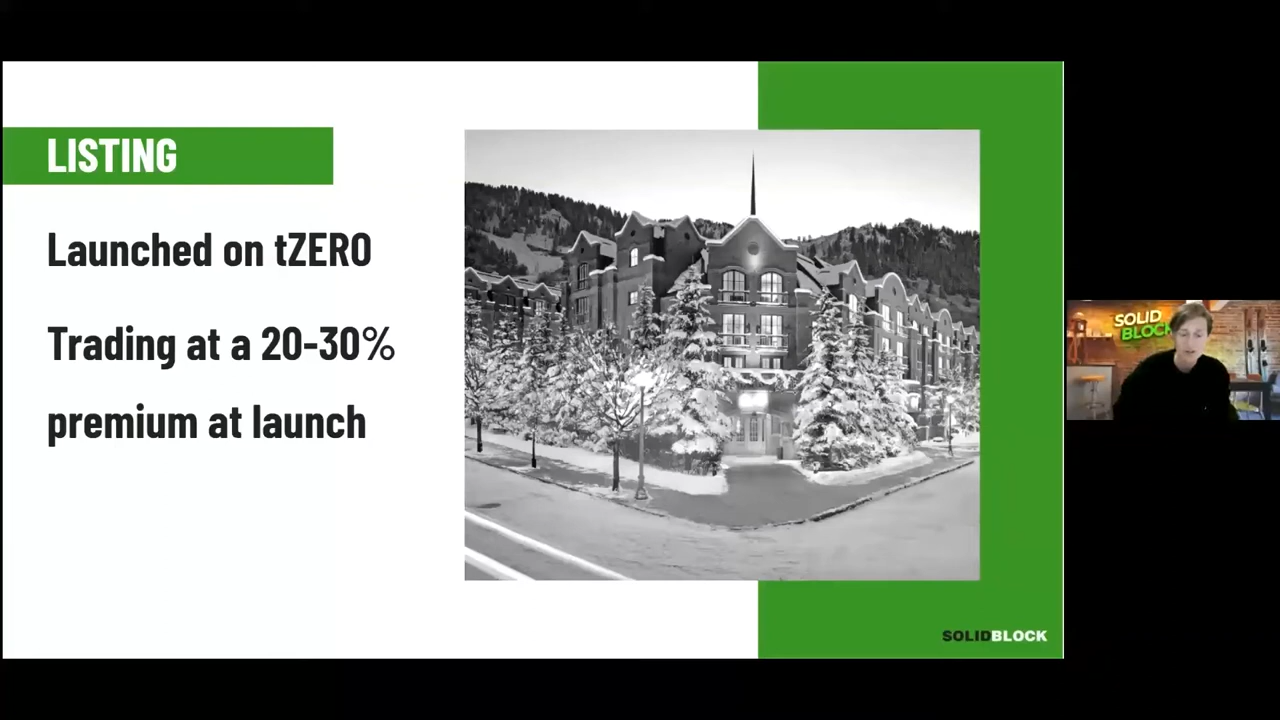 LISTING
Launched on tZERO
Trading at a 20-30%
premium at launch
SOLIDBLOCK
SOLID
BLOCK